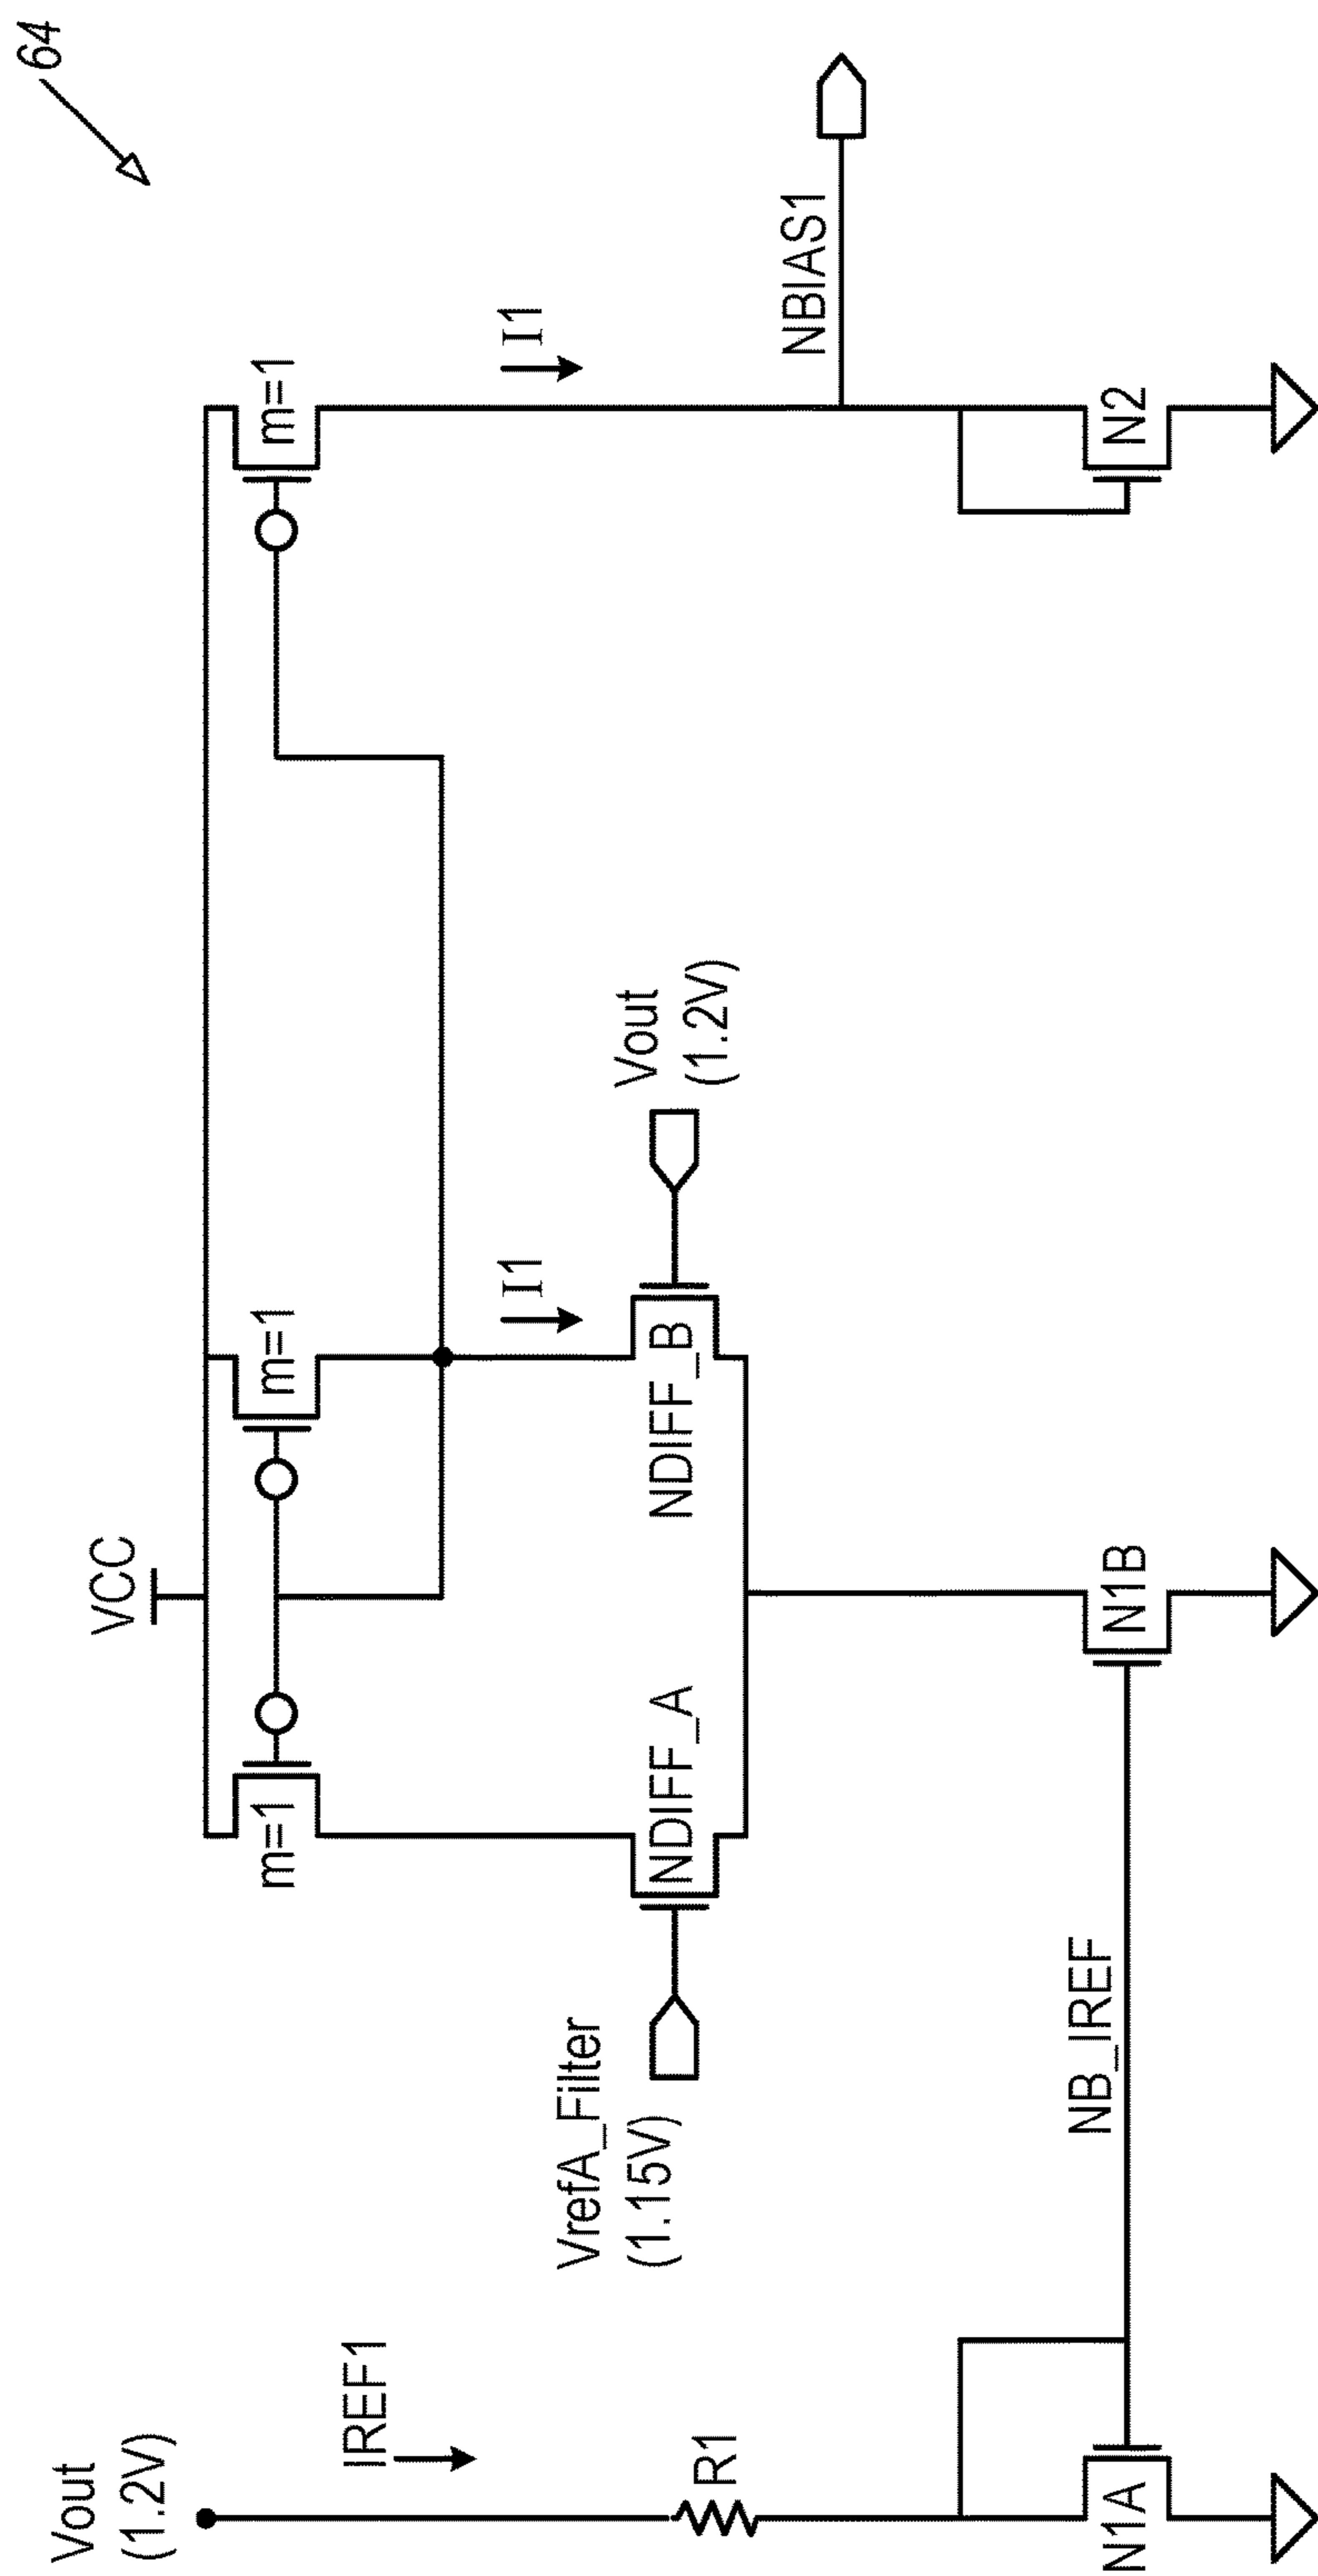 64
Vout
(1.2V)
IREF1
R1
N1A
NB_IREF
VrefA_Filter
(1.15V)
VCC
m=1
m=1
m=1
NDIFF_A
NDIFF_B
I1
Vout
(1.2V)
N1B
I1
NBIAS1
N2